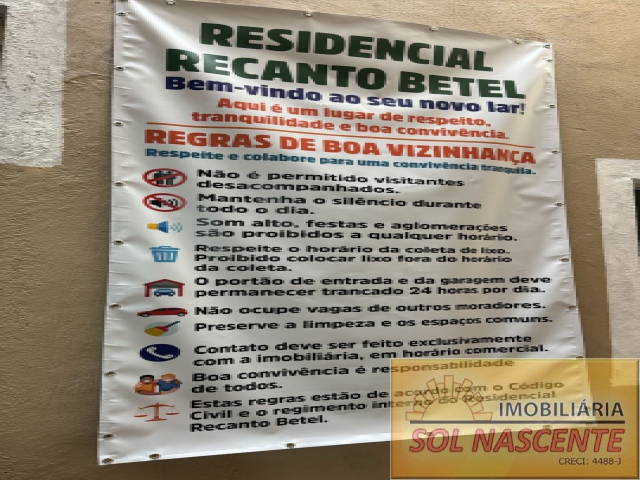 RESIDENCIAL
RECANTO BETEL
Bem-vindo ao seu novo lar!
Aqui é um lugar de respeito,
tranquilidade e boa convivência.
REGRAS DE BOA VIZINHANÇA
Respeite e colabore para uma convivência tranquila.
Não é permitido visitantes
desacompanhados.
Mantenha o silêncio durante
todo o dia.
Som alto, festas e aglomerações
são proibidos a qualquer horário.
Respeite o horário da coleta de lixo.
Proibido colocar lixo fora do horário
da coleta.
O portão de entrada e da garagem deve
permanecer trancado 24 horas por dia.
Não ocupe vagas de outros moradores.
Preserve a limpeza e os espaços comuns.
Contato deve ser feito exclusivamente
com a imobiliária, em horário comercial.
Boa convivência é responsabilidade
de todos.
Estas regras estão de acordo com o Código
Civil e o regimento interno do Residencial
Recanto Betel.
IMOBILIÁRIA
SOL NASCENTE
CRECI: 4488-J